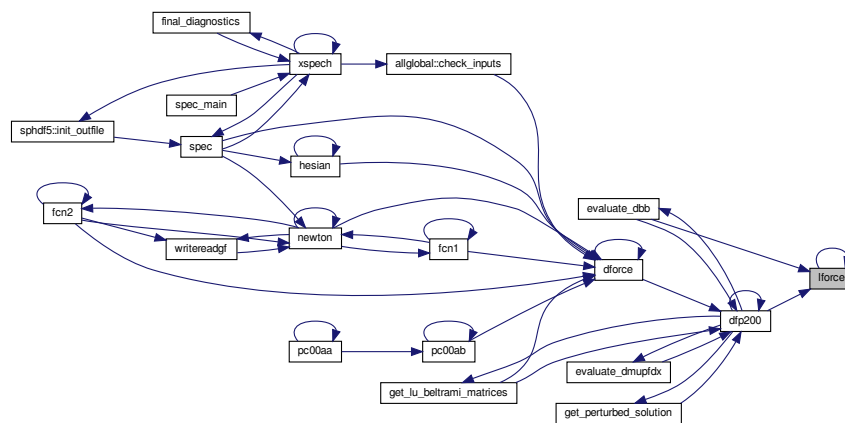 final_diagnostics
xspech
allglobal::check_inputs
spec_main
sphdf5::init_outfile
spec
hesian
evaluate_dbb
fcn2
newton
writereadgf
fcn1
dforce
lforce
dfp200
pc00aa
pc00ab
evaluate_dmupfdx
get_lu_beltrami_matrices
get_perturbed_solution